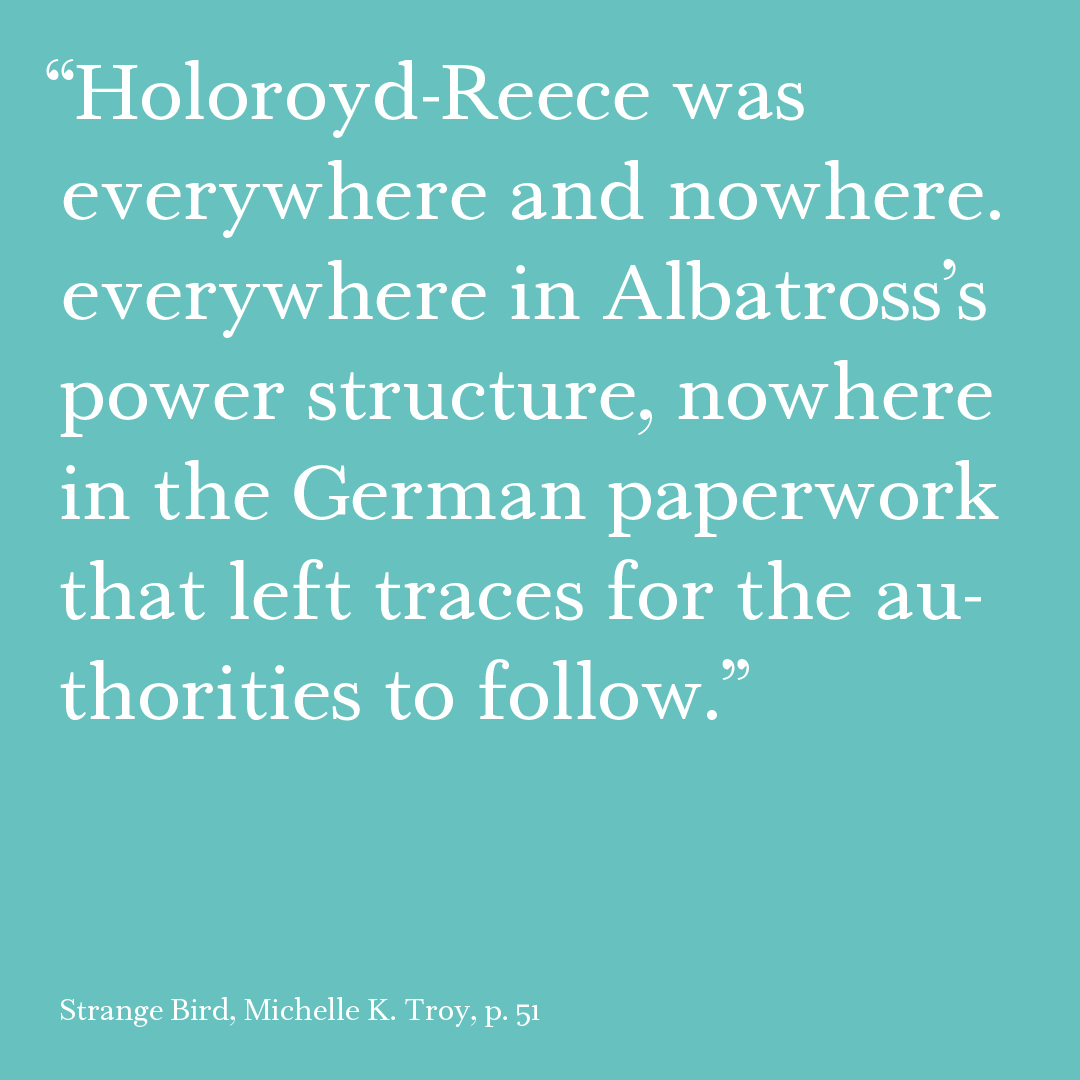 “Holoroyd-Reece was
everywhere and nowhere.
everywhere in Albatross’s
power structure, nowhere
in the German paperwork
that left traces for the au-
thorities to follow.”
Strange Bird, Michelle K. Troy, p. 51